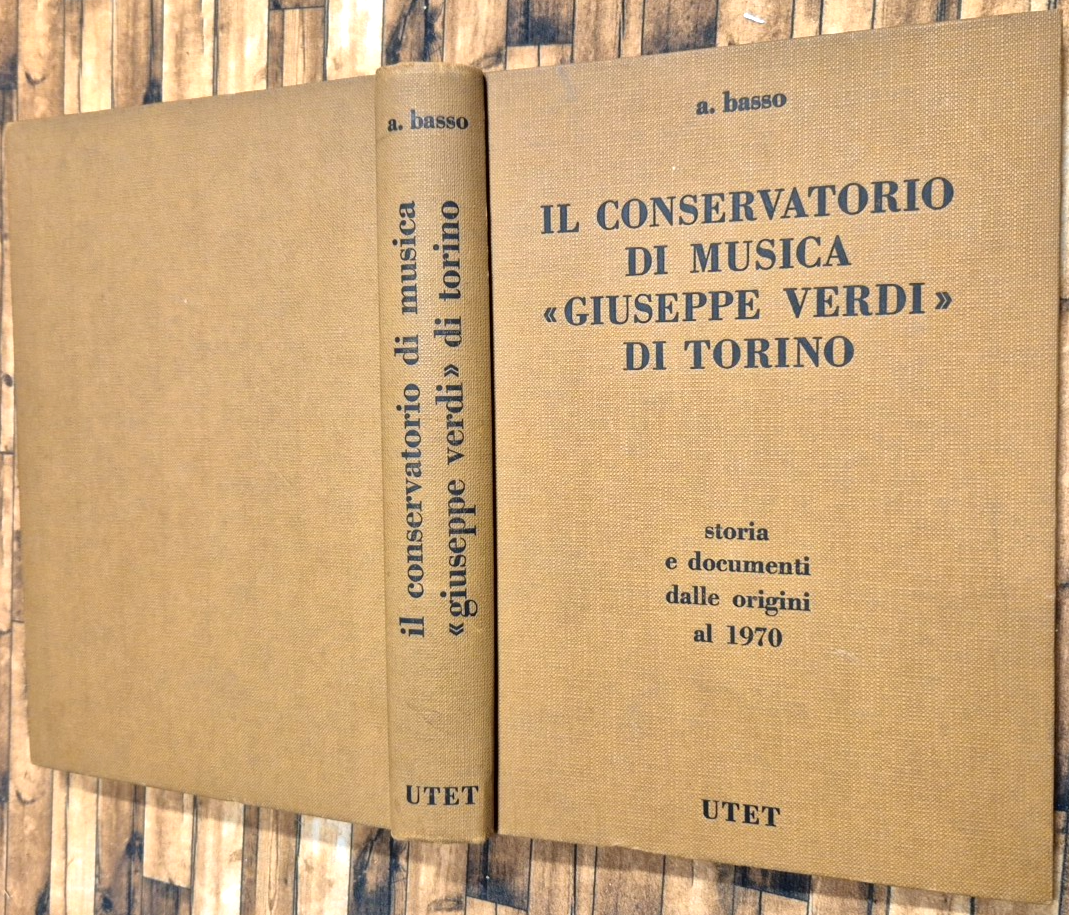 a. basso
il conservatorio di musica
«giuseppe verdi» di torino
UTET
a. basso
IL CONSERVATORIO
DI MUSICA
«GIUSEPPE VERDI»
DI TORINO
storia
e documenti
dalle origini
al 1970
UTET